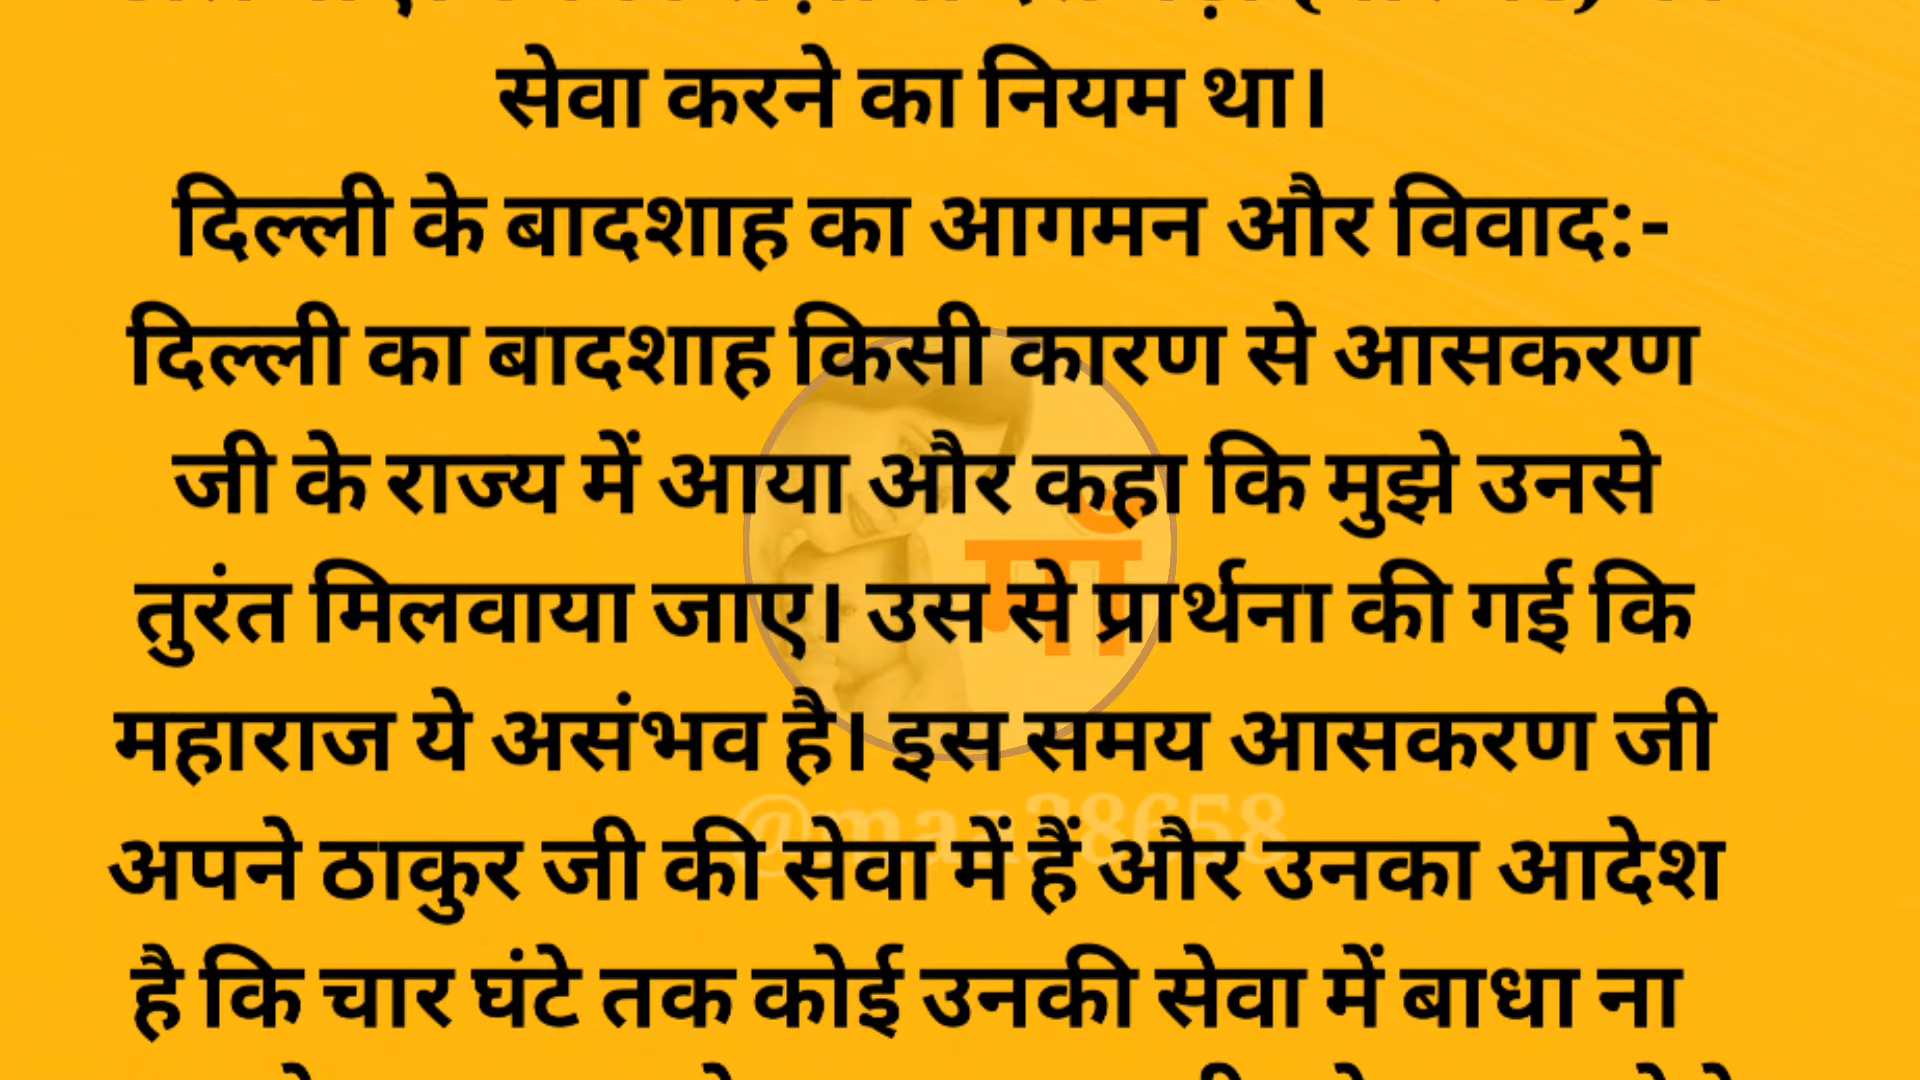 सेवा करने का नियम था।
दिल्ली के बादशाह का आगमन और विवाद:-
दिल्ली का बादशाह किसी कारण से आसकरण
जी के राज्य में आया और कहा कि मुझे उनसे
तुरंत मिलवाया जाए। उस से प्रार्थना की गई कि
महाराज ये असंभव है। इस समय आसकरण जी
अपने ठाकुर जी की सेवा में हैं और उनका आदेश
है कि चार घंटे तक कोई उनकी सेवा में बाधा ना
माँ
@maa38658